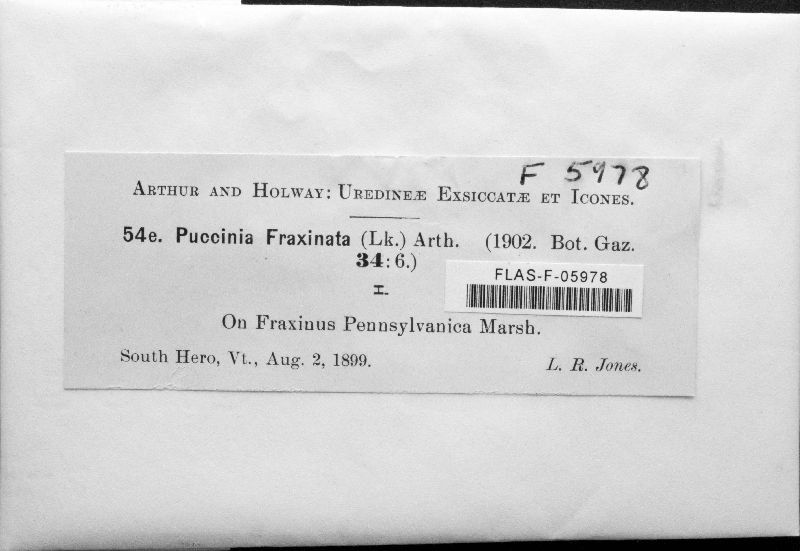 F 5978
Arthur and Holway: Uredineæ Exsiccatæ et Icones.
54e. Puccinia Fraxinata (Lk.) Arth. (1902. Bot. Gaz.
34:6.)
I.
FLAS-F-05978
On Fraxinus Pennsylvanica Marsh.
South Hero, Vt., Aug. 2, 1899. L. R. Jones.